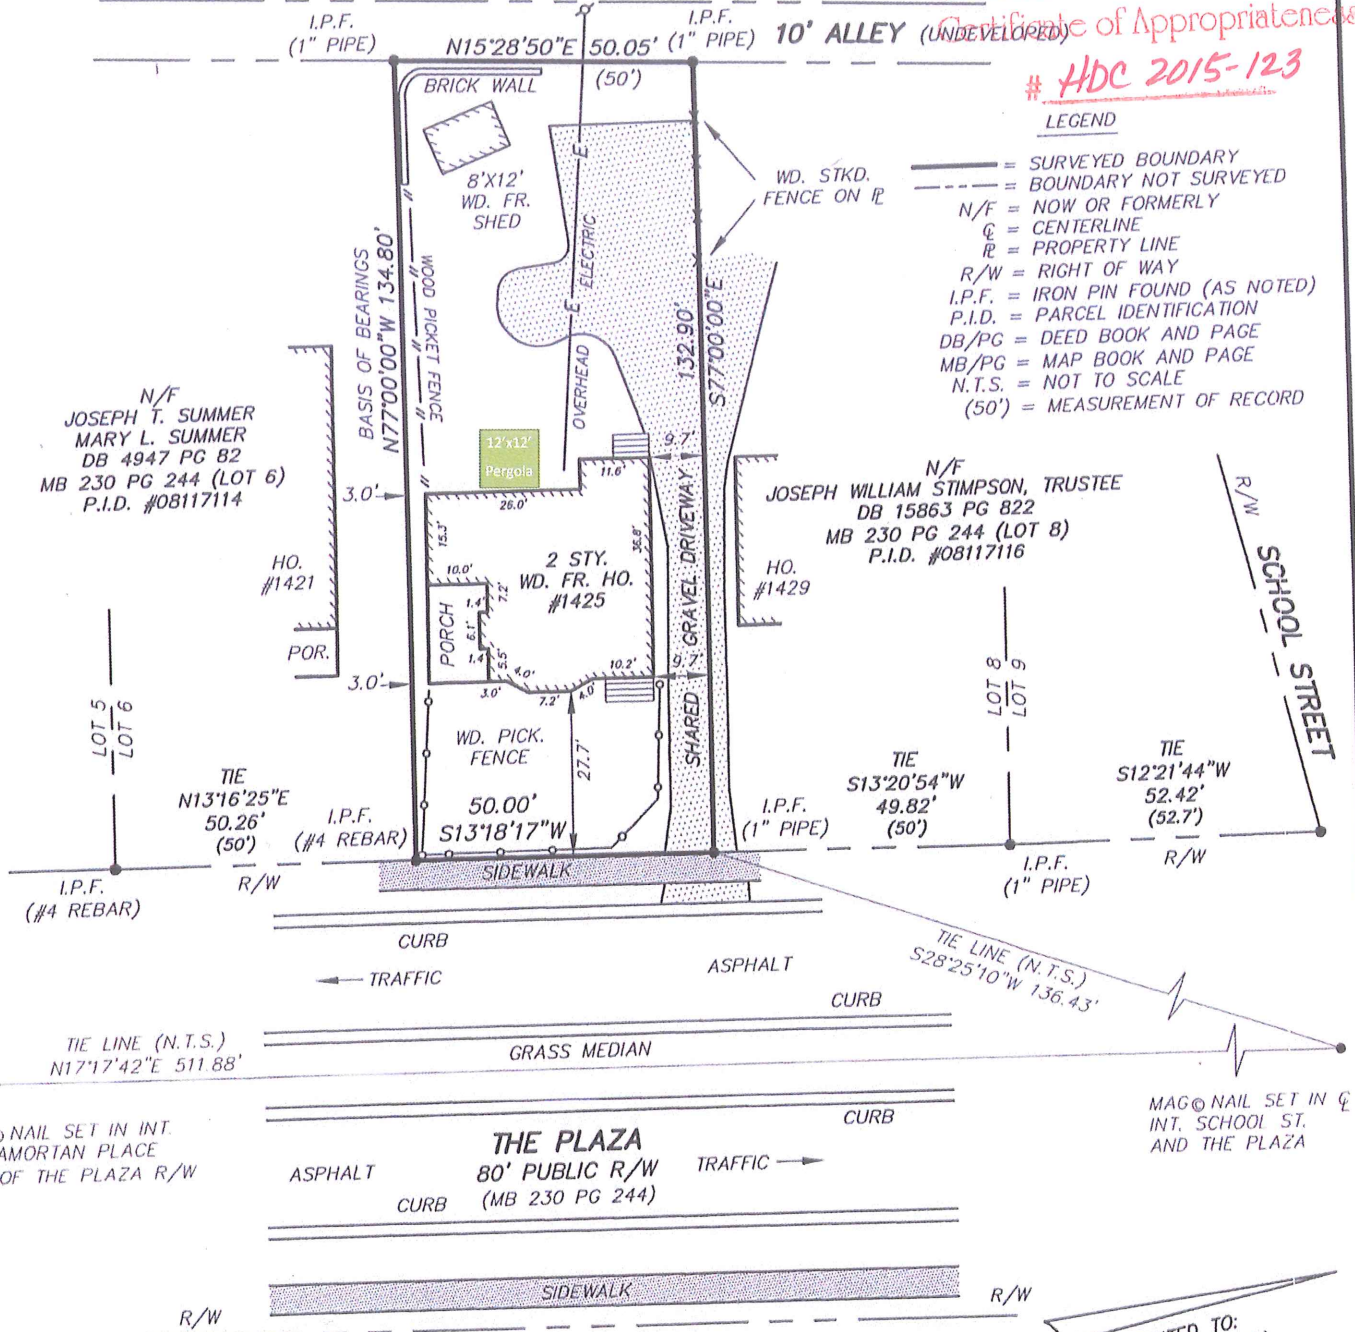 Certificate of Appropriateness
# HDC 2015-123
I.P.F.
(1" PIPE)
N15°28'50"E 50.05'
(50')
I.P.F.
(1" PIPE)
10' ALLEY (UNDEVELOPED)
LEGEND
= SURVEYED BOUNDARY
= BOUNDARY NOT SURVEYED
N/F = NOW OR FORMERLY
℄ = CENTERLINE
⅊ = PROPERTY LINE
R/W = RIGHT OF WAY
I.P.F. = IRON PIN FOUND (AS NOTED)
P.I.D. = PARCEL IDENTIFICATION
DB/PG = DEED BOOK AND PAGE
MB/PG = MAP BOOK AND PAGE
N.T.S. = NOT TO SCALE
(50') = MEASUREMENT OF RECORD
BRICK WALL
8'X12'
WD. FR.
SHED
WD. STKD.
FENCE ON ⅊
E
E
OVERHEAD ELECTRIC
BASIS OF BEARINGS
N77°00'00"W 134.80'
WOOD PICKET FENCE
132.90'
S77°00'00"E
N/F
JOSEPH T. SUMMER
MARY L. SUMMER
DB 4947 PG 82
MB 230 PG 244 (LOT 6)
P.I.D. #08117114
12'x12'
Pergola
9.7'
11.6'
26.0'
3.0'
15.3'
36.8'
10.0'
7.2'
1.4'
6.1'
1.4'
5.5'
PORCH
2 STY.
WD. FR. HO.
#1425
N/F
JOSEPH WILLIAM STIMPSON, TRUSTEE
DB 15863 PG 822
MB 230 PG 244 (LOT 8)
P.I.D. #08117116
HO.
#1421
POR.
HO.
#1429
SHARED GRAVEL DRIVEWAY
R/W
SCHOOL STREET
3.0'
3.0'
4.0'
7.2'
4.0'
10.2'
9.7'
27.7'
WD. PICK.
FENCE
LOT 5
LOT 6
LOT 8
LOT 9
TIE
N13°16'25"E
50.26'
(50')
I.P.F.
(#4 REBAR)
50.00'
S13°18'17"W
I.P.F.
(1" PIPE)
TIE
S13°20'54"W
49.82'
(50')
TIE
S12°21'44"W
52.42'
(52.7')
I.P.F.
(#4 REBAR)
R/W
SIDEWALK
I.P.F.
(1" PIPE)
R/W
CURB
TRAFFIC
ASPHALT
CURB
TIE LINE (N.T.S.)
S28°25'10"W 136.43'
TIE LINE (N.T.S.)
N17°17'42"E 511.88'
GRASS MEDIAN
CURB
NAIL SET IN INT.
AMORTAN PLACE
OF THE PLAZA R/W
MAG© NAIL SET IN ℄
INT. SCHOOL ST.
AND THE PLAZA
THE PLAZA
80' PUBLIC R/W
(MB 230 PG 244)
ASPHALT
CURB
TRAFFIC
SIDEWALK
R/W
R/W
TO: